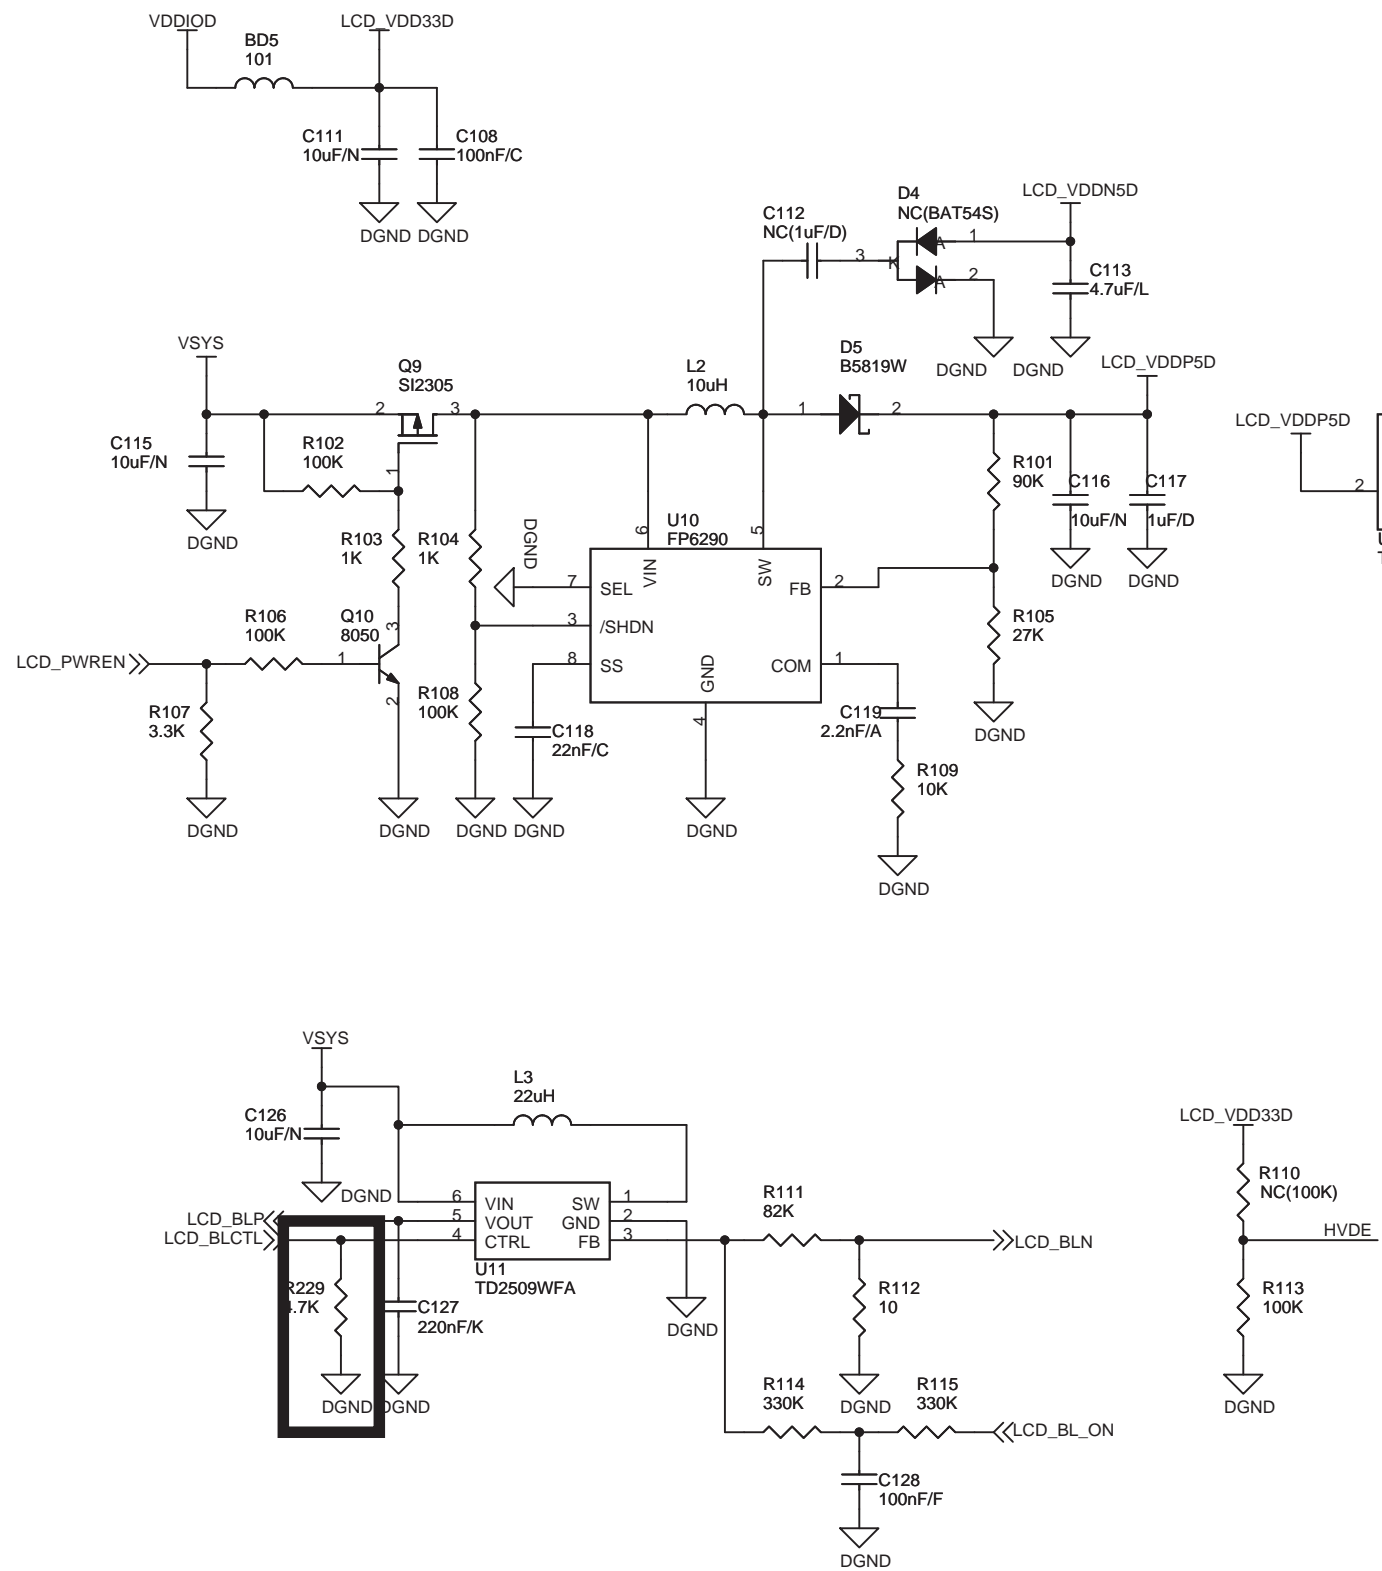 VDDIOD
LCD_VDD33D
BD5
101
C111
10uF/N
C108
100nF/C
DGND
DGND
LCD_VDDN5D
D4
NC(BAT54S)
C112
NC(1uF/D)
3
K
A
1
A
2
C113
4.7uF/L
DGND
DGND
VSYS
Q9
SI2305
L2
10uH
D5
B5819W
LCD_VDDP5D
2
3
1
2
LCD_VDDP5D
2
C115
10uF/N
R102
100K
1
R101
90K
C116
10uF/N
C117
1uF/D
DGND
DGND
DGND
R103
1K
R104
1K
DGND
U10
FP6290
6
5
VIN
SW
7
SEL
FB
2
3
/SHDN
8
SS
COM
1
GND
4
R105
27K
DGND
LCD_PWREN
R106
100K
Q10
8050
3
1
2
R107
3.3K
R108
100K
C118
22nF/C
C119
2.2nF/A
R109
10K
DGND
DGND
DGND
DGND
DGND
DGND
VSYS
L3
22uH
C126
10uF/N
DGND
LCD_BLP
LCD_BLCTL
6
VIN
SW
1
5
VOUT
GND
2
4
CTRL
FB
3
U11
TD2509WFA
R229
4.7K
C127
220nF/K
DGND
DGND
DGND
R111
82K
LCD_BLN
R112
10
DGND
R114
330K
R115
330K
LCD_BL_ON
C128
100nF/F
DGND
LCD_VDD33D
R110
NC(100K)
HVDE
R113
100K
DGND